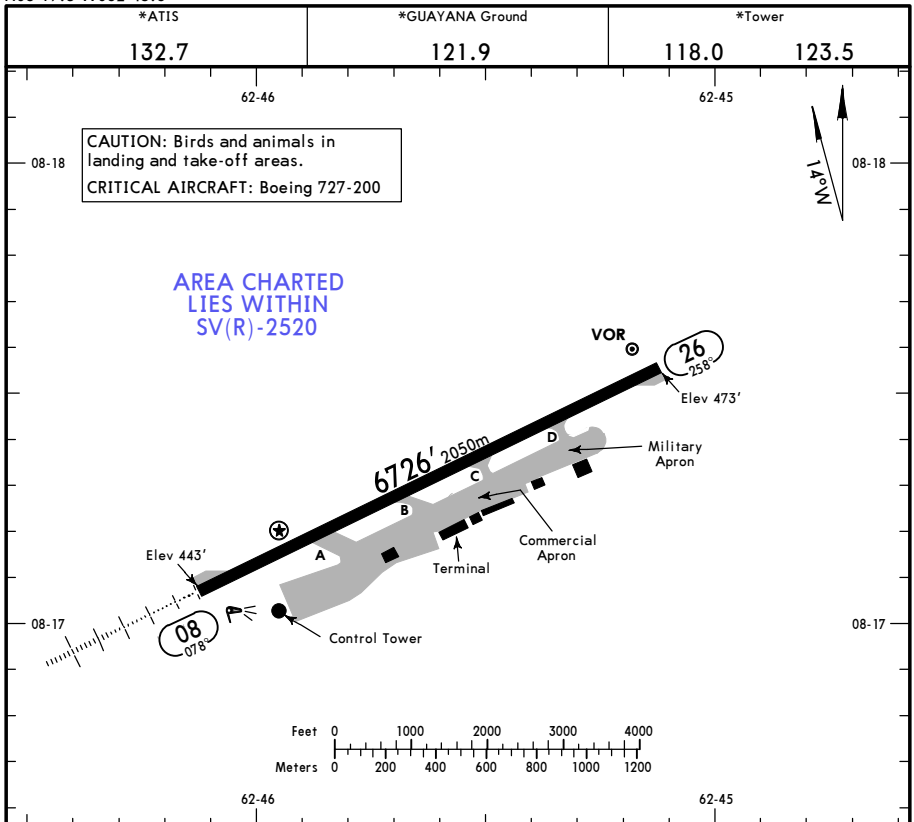 *ATIS
132.7
*GUAYANA Ground
121.9
*Tower
118.0 123.5
62-46
62-45
CAUTION: Birds and animals in
landing and take-off areas.
CRITICAL AIRCRAFT: Boeing 727-200
08-18
08-18
14°W
AREA CHARTED
LIES WITHIN
SV(R)-2520
VOR
26
258°
Elev 473'
D
Military
Apron
6726' 2050m
C
B
A
Commercial
Apron
Terminal
Elev 443'
08-17
08
078°
Control Tower
08-17
Feet 0 1000 2000 3000 4000
Meters 0 200 400 600 800 1000 1200
62-46
62-45